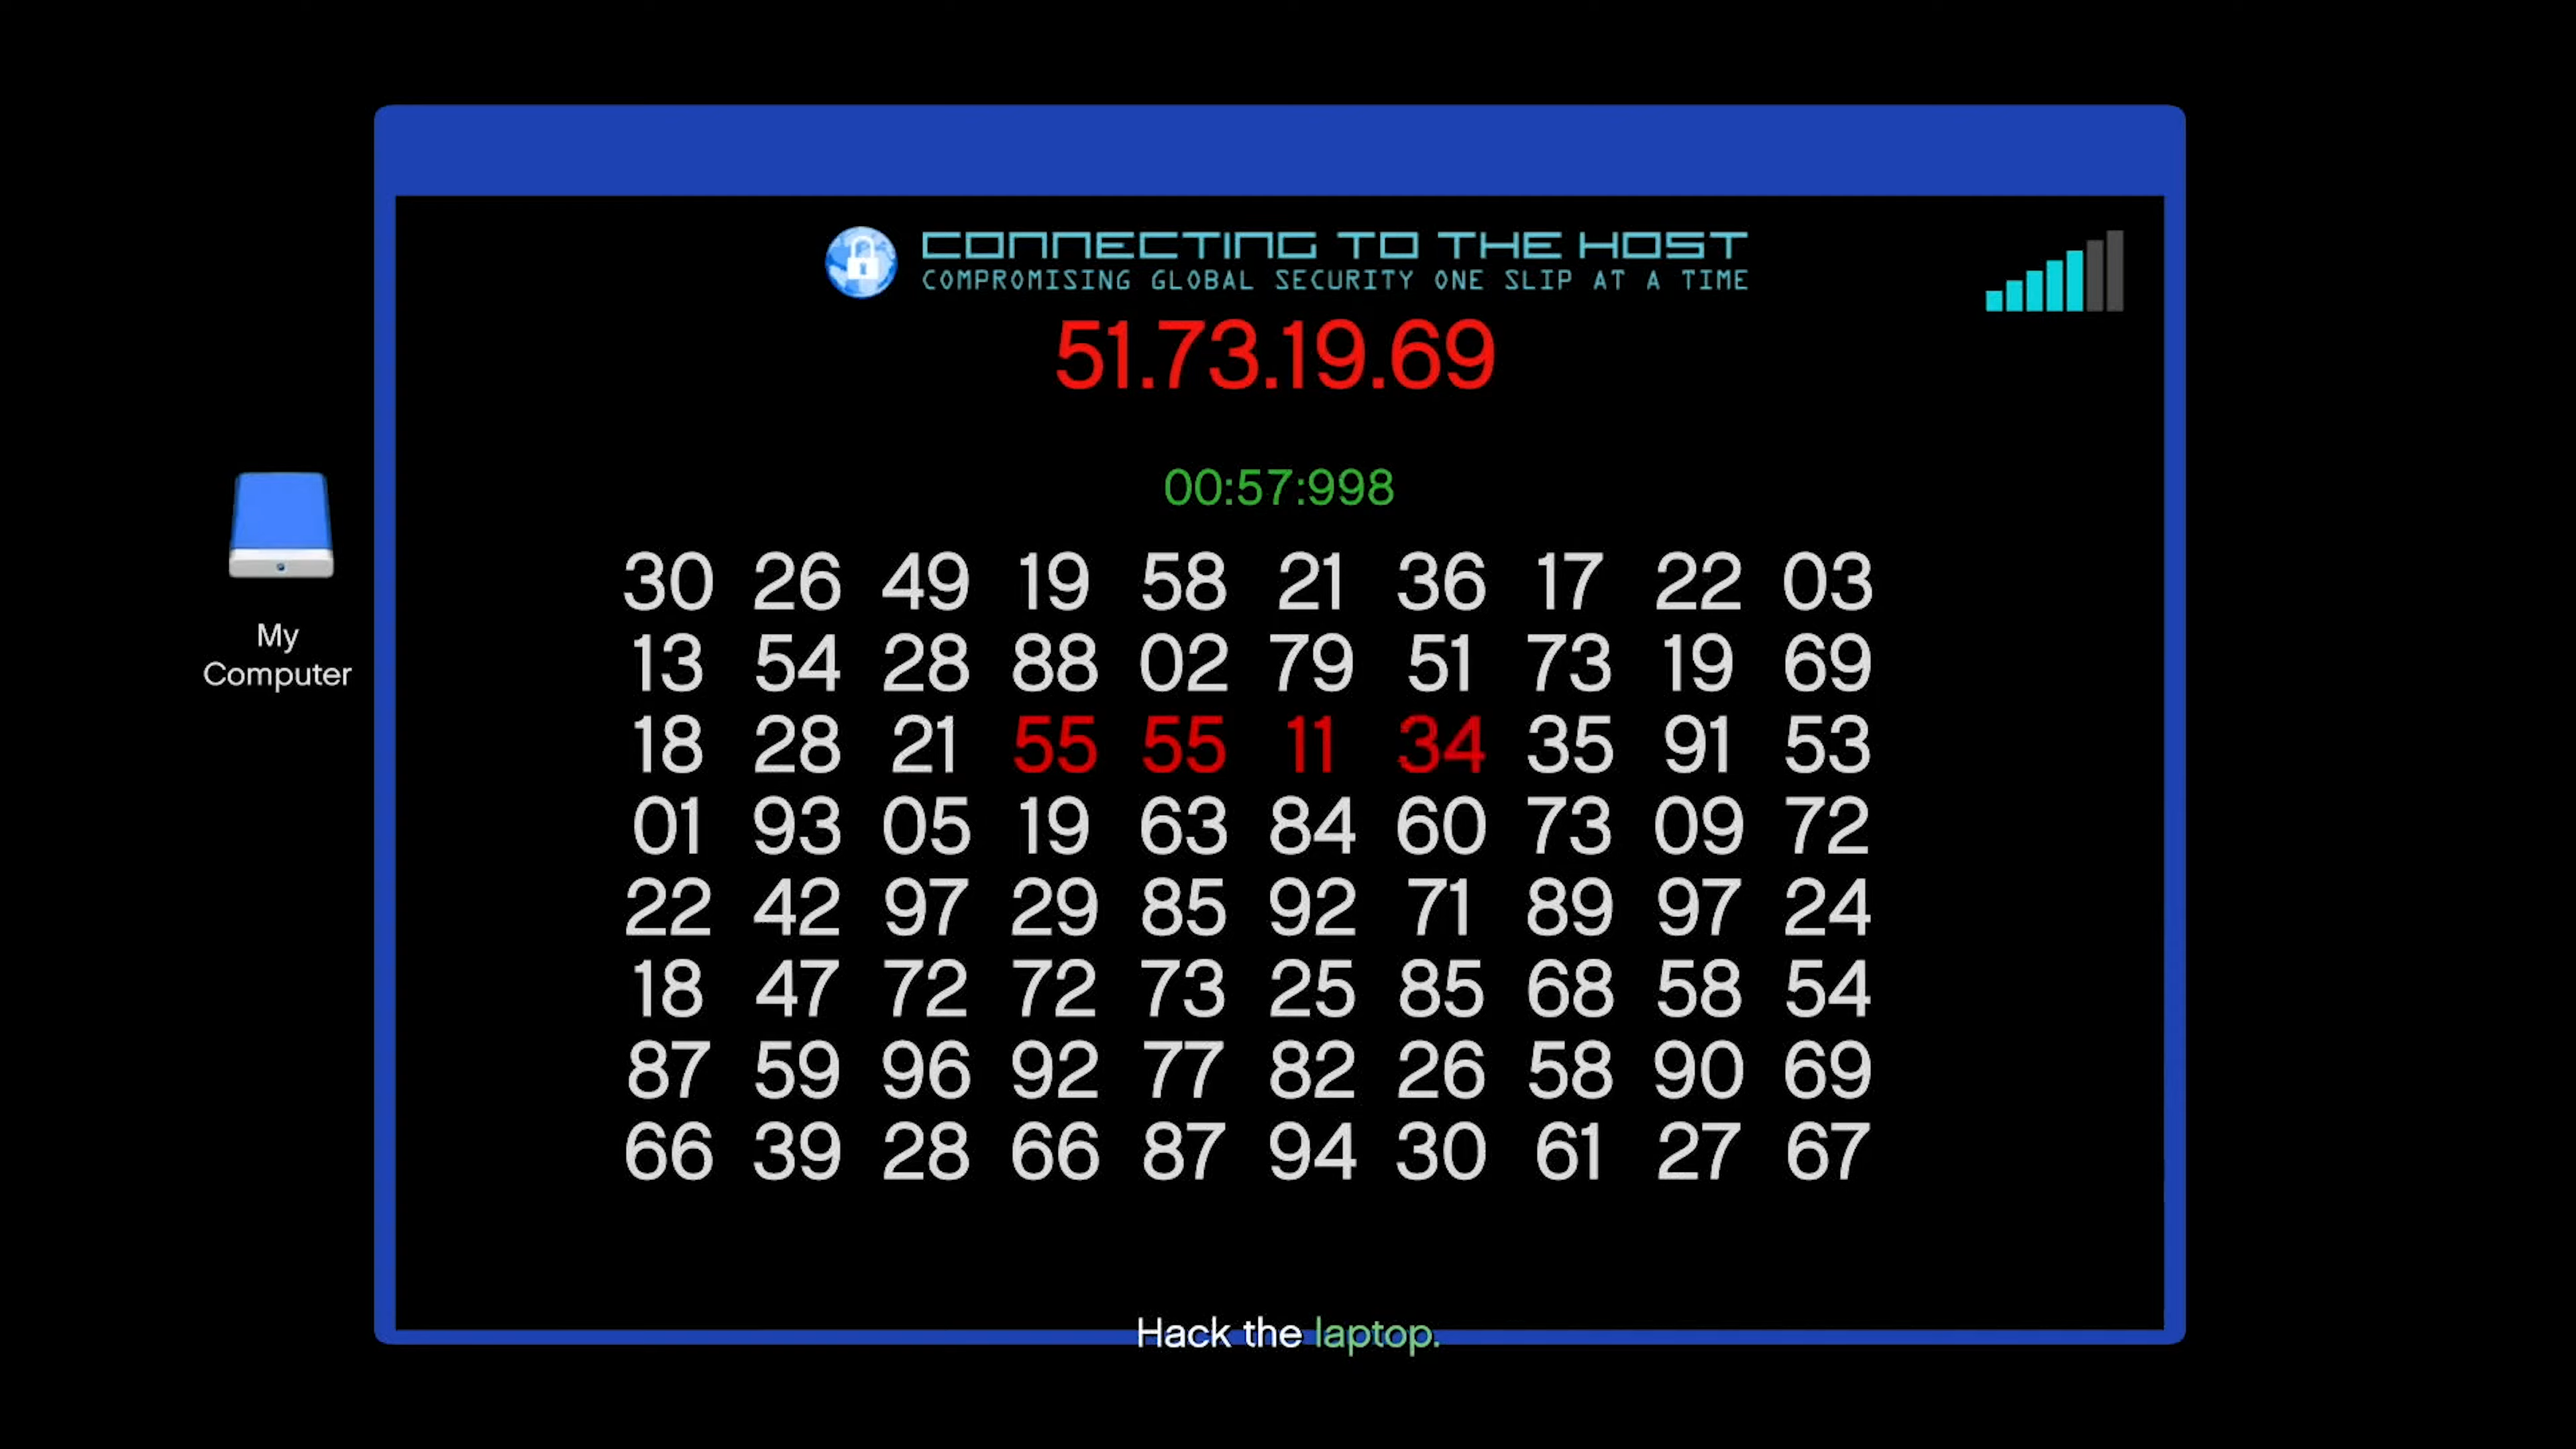 CONNECTING TO THE HOST
COMPROMISING GLOBAL SECURITY ONE SLIP AT A TIME
51.73.19.69
00:57:998
My
Computer
30 26 49 19 58 21 36 17 22 03
13 54 28 88 02 79 51 73 19 69
18 28 21 55 55 11 34 35 91 53
01 93 05 19 63 84 60 73 09 72
22 42 97 29 85 92 71 89 97 24
18 47 72 72 73 25 85 68 58 54
87 59 96 92 77 82 26 58 90 69
66 39 28 66 87 94 30 61 27 67
Hack the laptop.